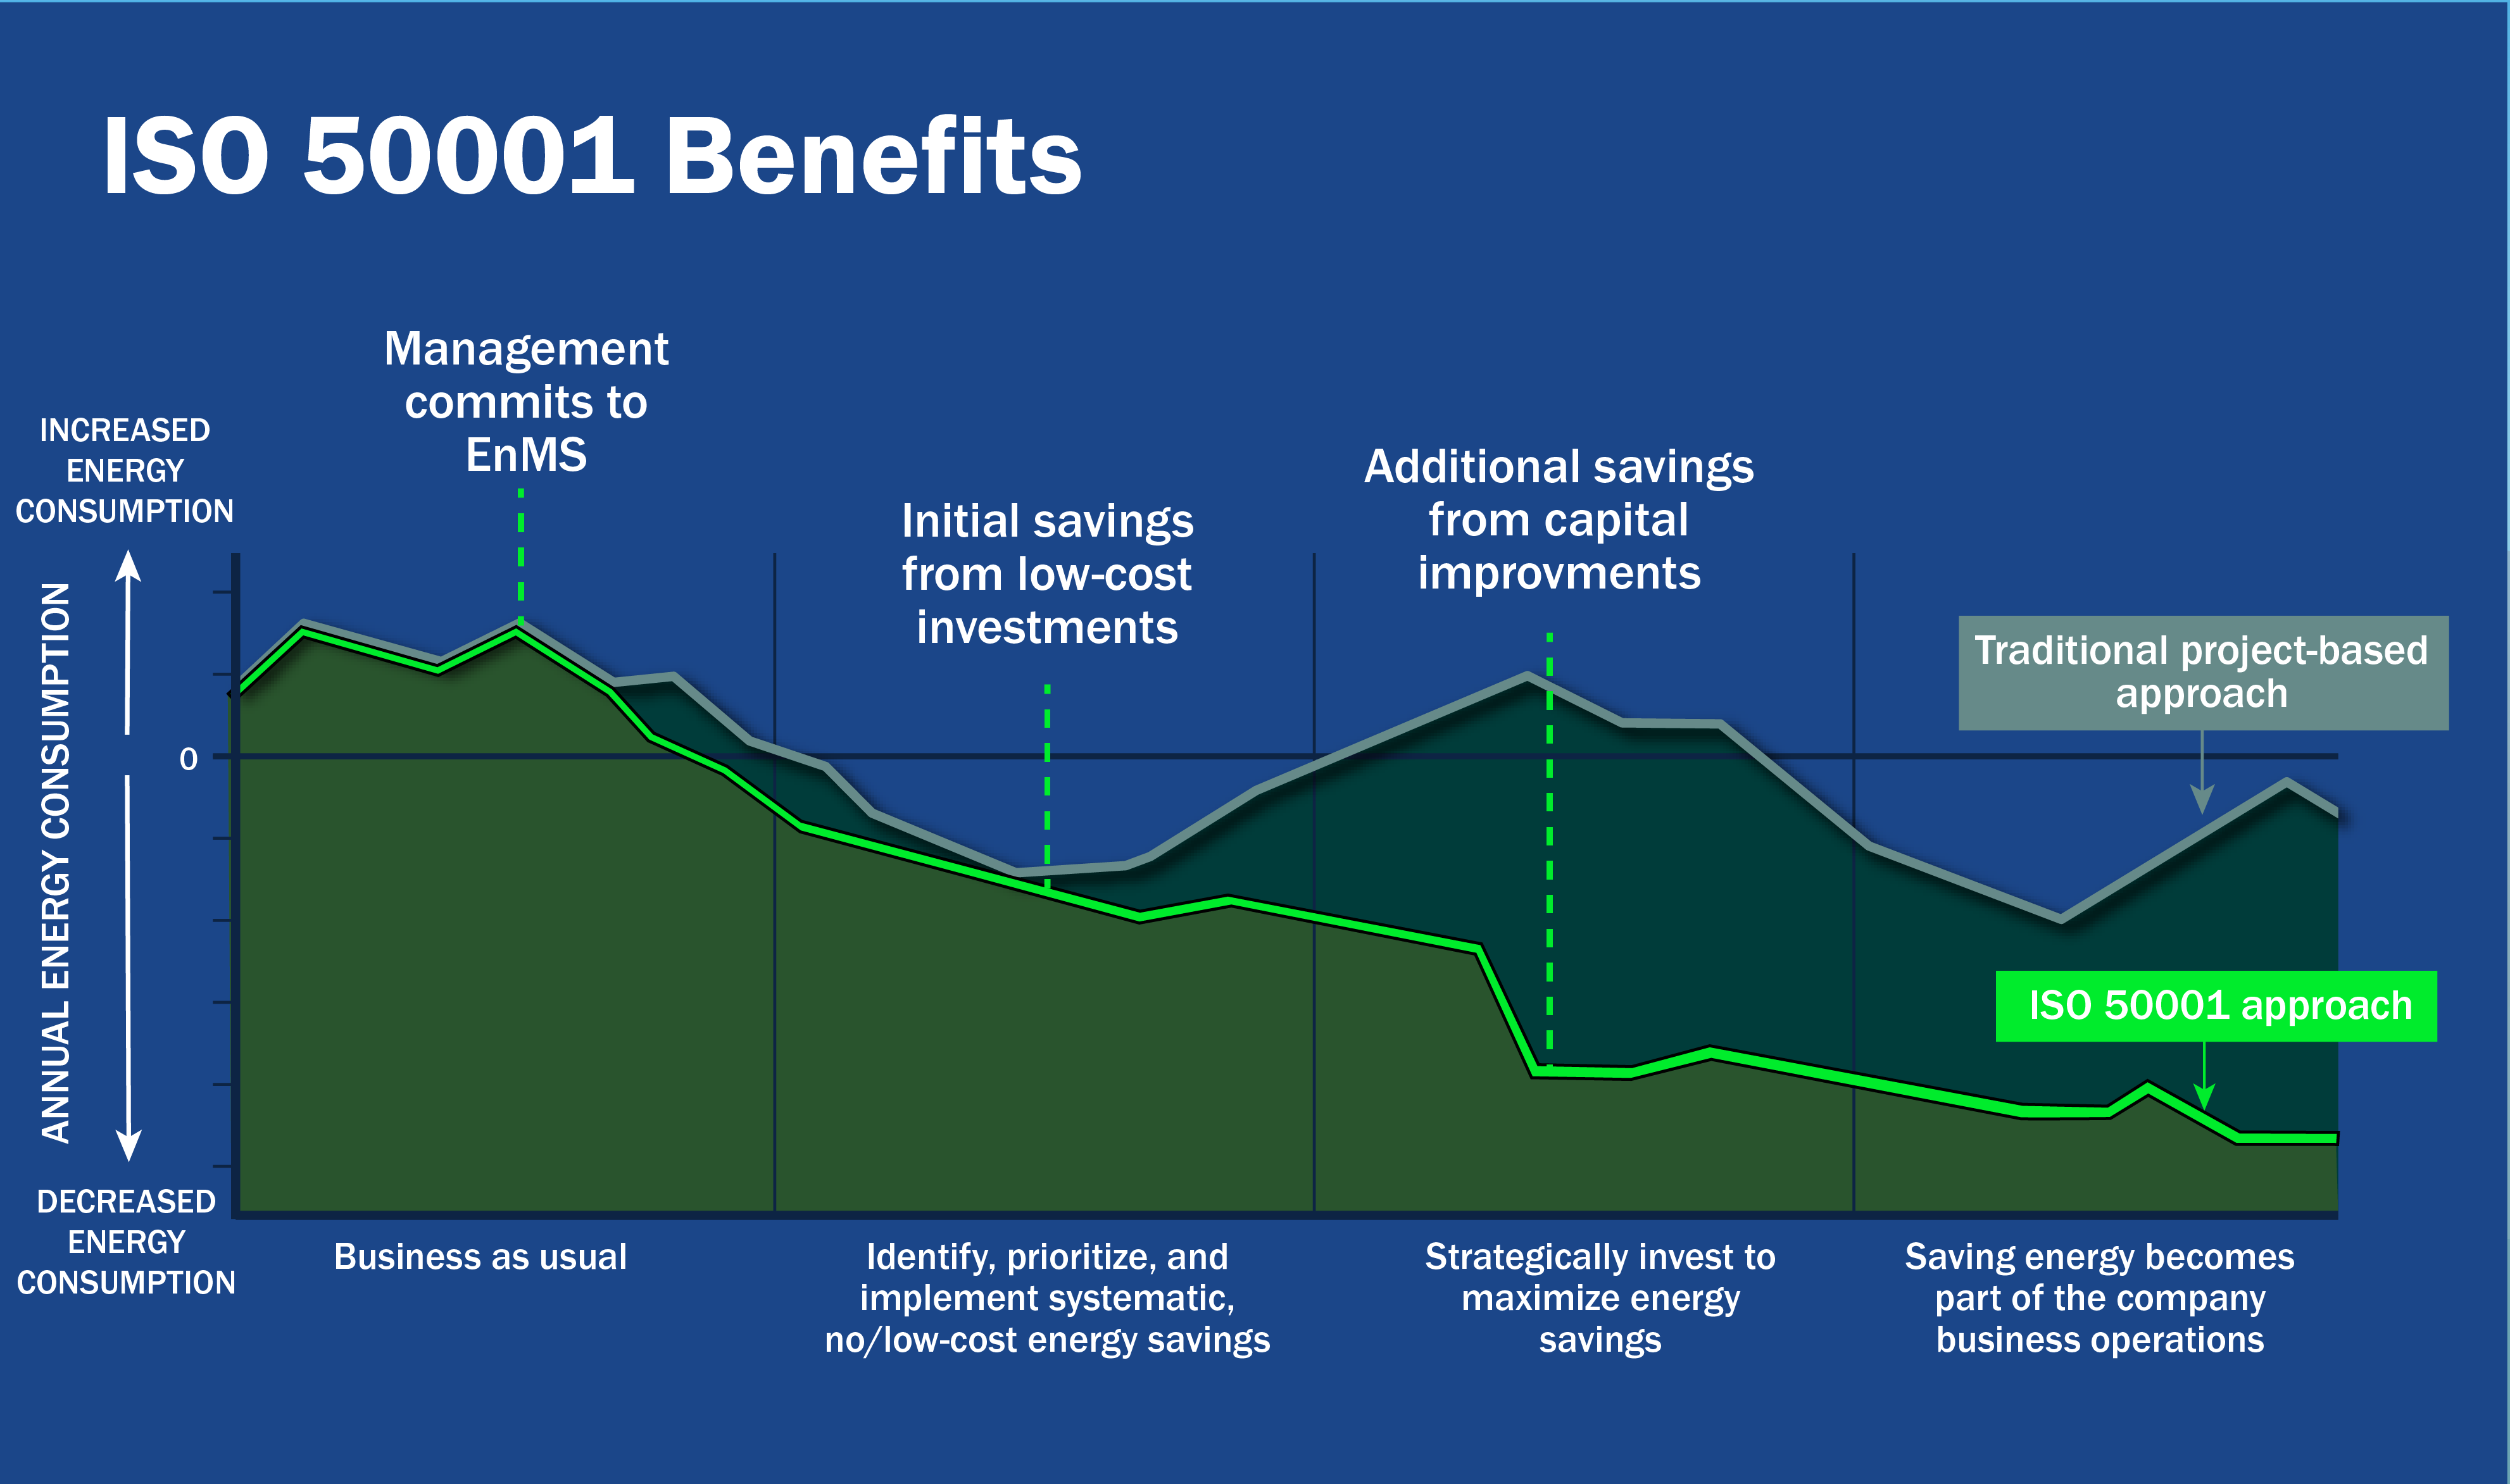 ISO 50001 Benefits
Management
commits to
EnMS
INCREASED
ENERGY
CONSUMPTION
Initial savings
from low-cost
investments
Additional savings
from capital
improvments
Traditional project-based
approach
ANNUAL ENERGY CONSUMPTION
0
ISO 50001 approach
DECREASED
ENERGY
CONSUMPTION
Business as usual
Identify, prioritize, and
implement systematic,
no/low-cost energy savings
Strategically invest to
maximize energy
savings
Saving energy becomes
part of the company
business operations